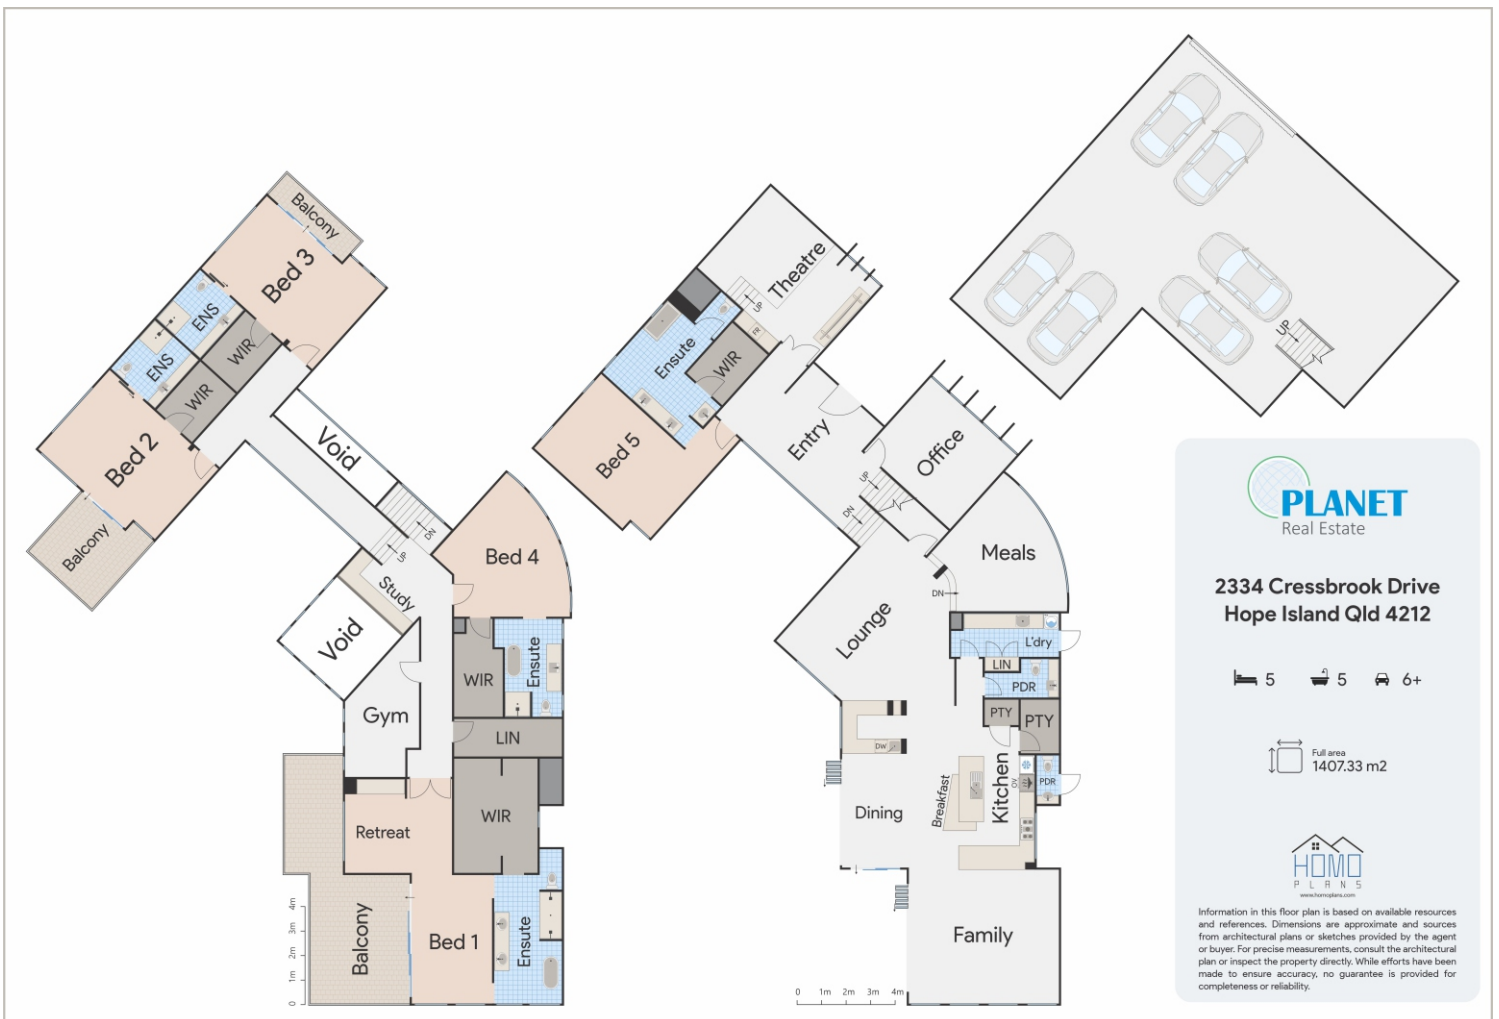 Balcony
Bed 3
ENS
WIR
ENS
WIR
Bed 2
Balcony
Void
DN
UP
Study
Void
Bed 4
WIR
Ensute
Gym
LIN
WIR
Retreat
Balcony
Bed 1
Ensute
4m
3m
2m
1m
0
Theatre
UP
FR
Ensute
WIR
Bed 5
Entry
Office
UP
DN
Meals
DN
Lounge
L'dry
LIN
PDR
PTY
PTY
DW
Kitchen
OV
PDR
Breakfast
Dining
Family
0 1m 2m 3m 4m
UP
PLANET
Real Estate
2334 Cressbrook Drive
Hope Island Qld 4212
5 5 6+
Full area
1407.33 m2
HOMO
PLANS
www.homoplans.com
Information in this floor plan is based on available resources
and references. Dimensions are approximate and sources
from architectural plans or sketches provided by the agent
or buyer. For precise measurements, consult the architectural
plan or inspect the property directly. While efforts have been
made to ensure accuracy, no guarantee is provided for
completeness or reliability.